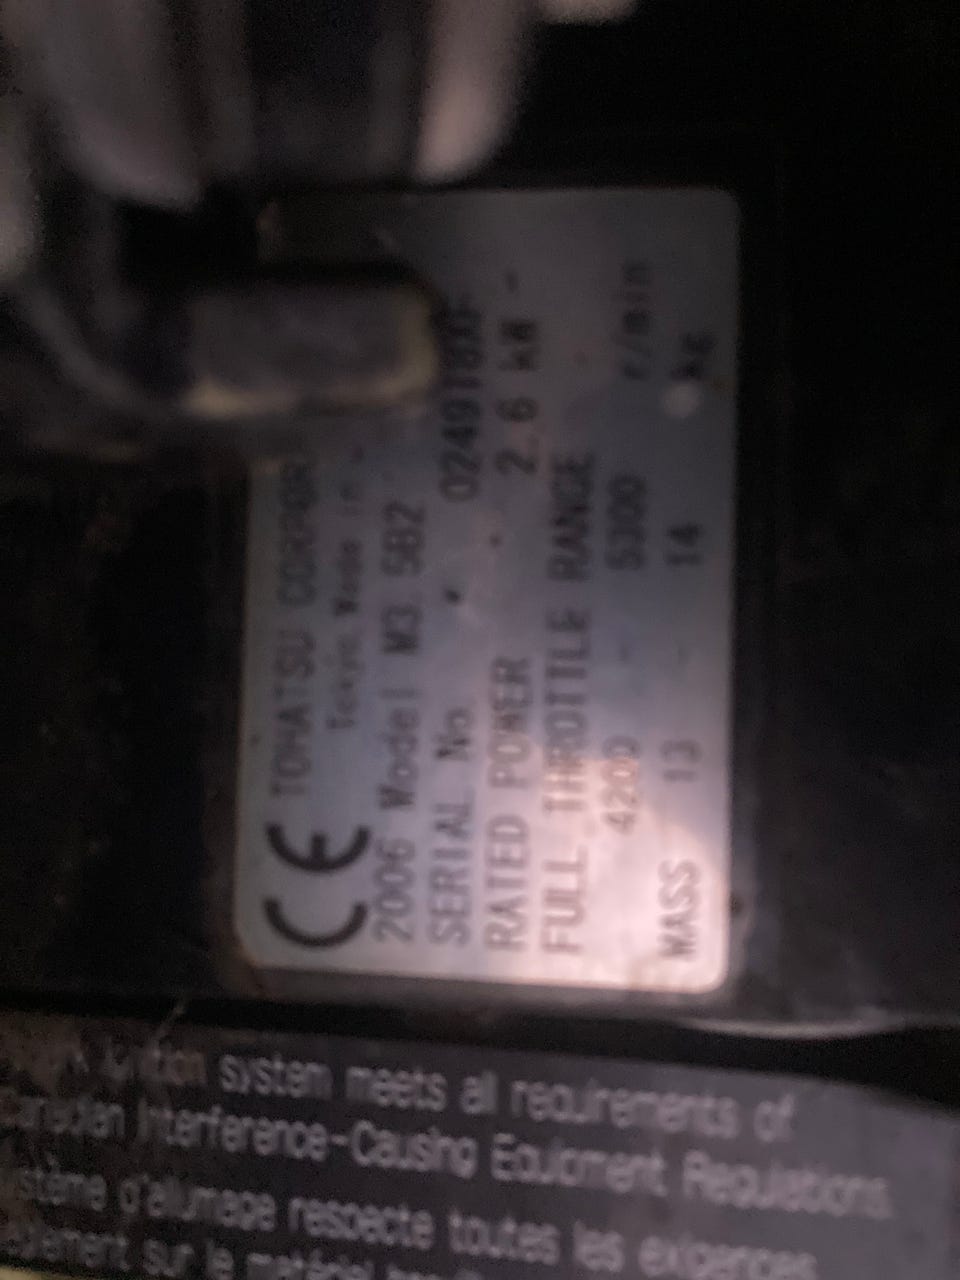 CE TOHATSU CORPOR
Tokyo Made in
2006 Model M3.5B2
SERIAL No.
RATED POWER 2.6 kW -
FULL THROTTLE RANGE
4200 - 5300 r/min
MASS 13 - 14 kg
ignition system meets all requirements of
Canadian Interference-Causing Equipment Regulations.
système d'allumage respecte toutes les exigences
sur le matériel